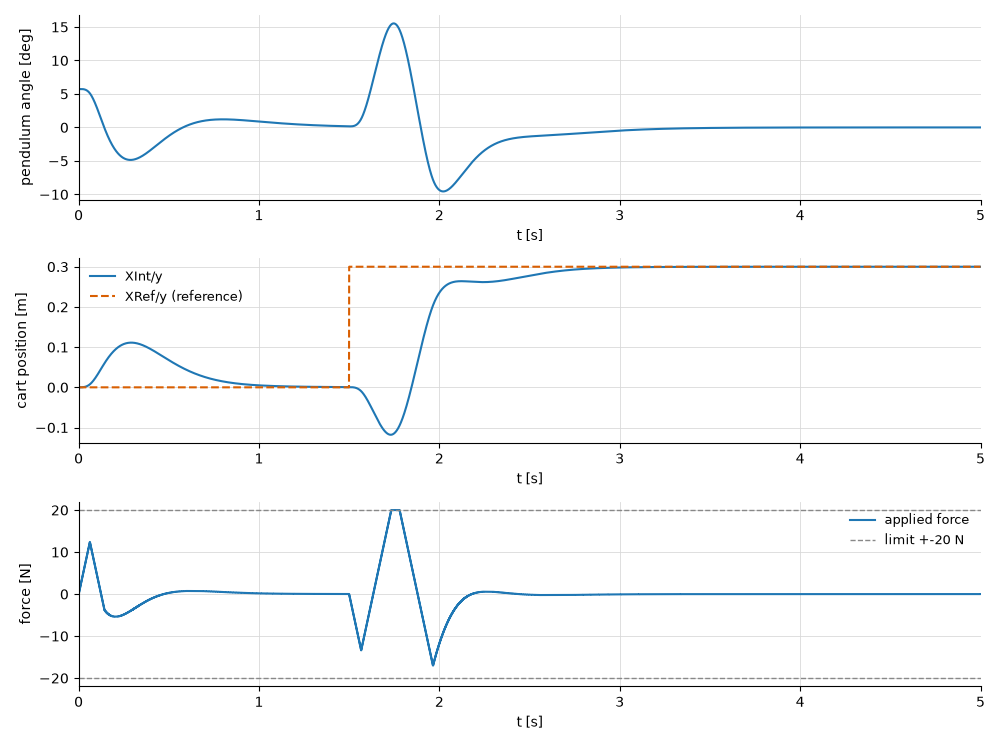 pendulum angle [deg]
15
10
5
0
−5
−10
0 1 2 3 4 5
t [s]
cart position [m]
0.3
0.2
0.1
0.0
−0.1
XInt/y
XRef/y (reference)
0 1 2 3 4 5
t [s]
force [N]
20
10
0
−10
−20
applied force
limit +-20 N
0 1 2 3 4 5
t [s]